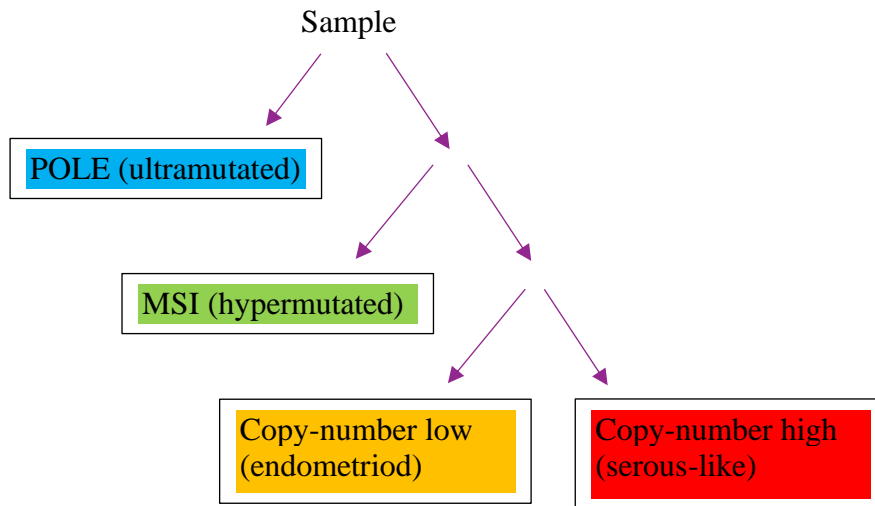 Sample
POLE (ultramutated)
MSI (hypermutated)
Copy-number low
(endometriod)
Copy-number high
(serous-like)